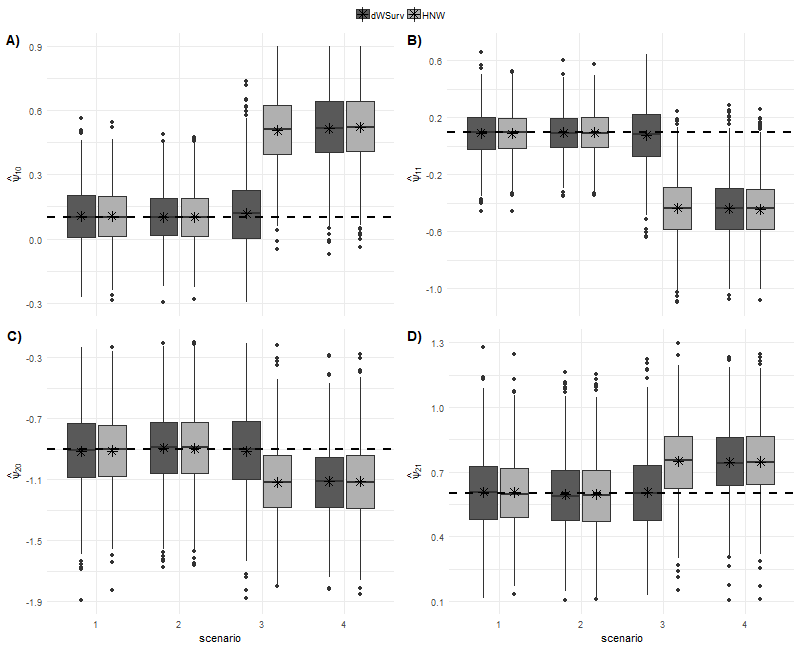 dWSurv HNW
A)
0.9
0.6
0.3
0.0
-0.3
ψ̂10
B)
0.6
0.2
-0.2
-0.6
-1.0
ψ̂11
C)
-0.3
-0.7
-1.1
-1.5
-1.9
ψ̂20
1 2 3 4
scenario
D)
1.3
1.0
0.7
0.4
0.1
ψ̂21
1 2 3 4
scenario